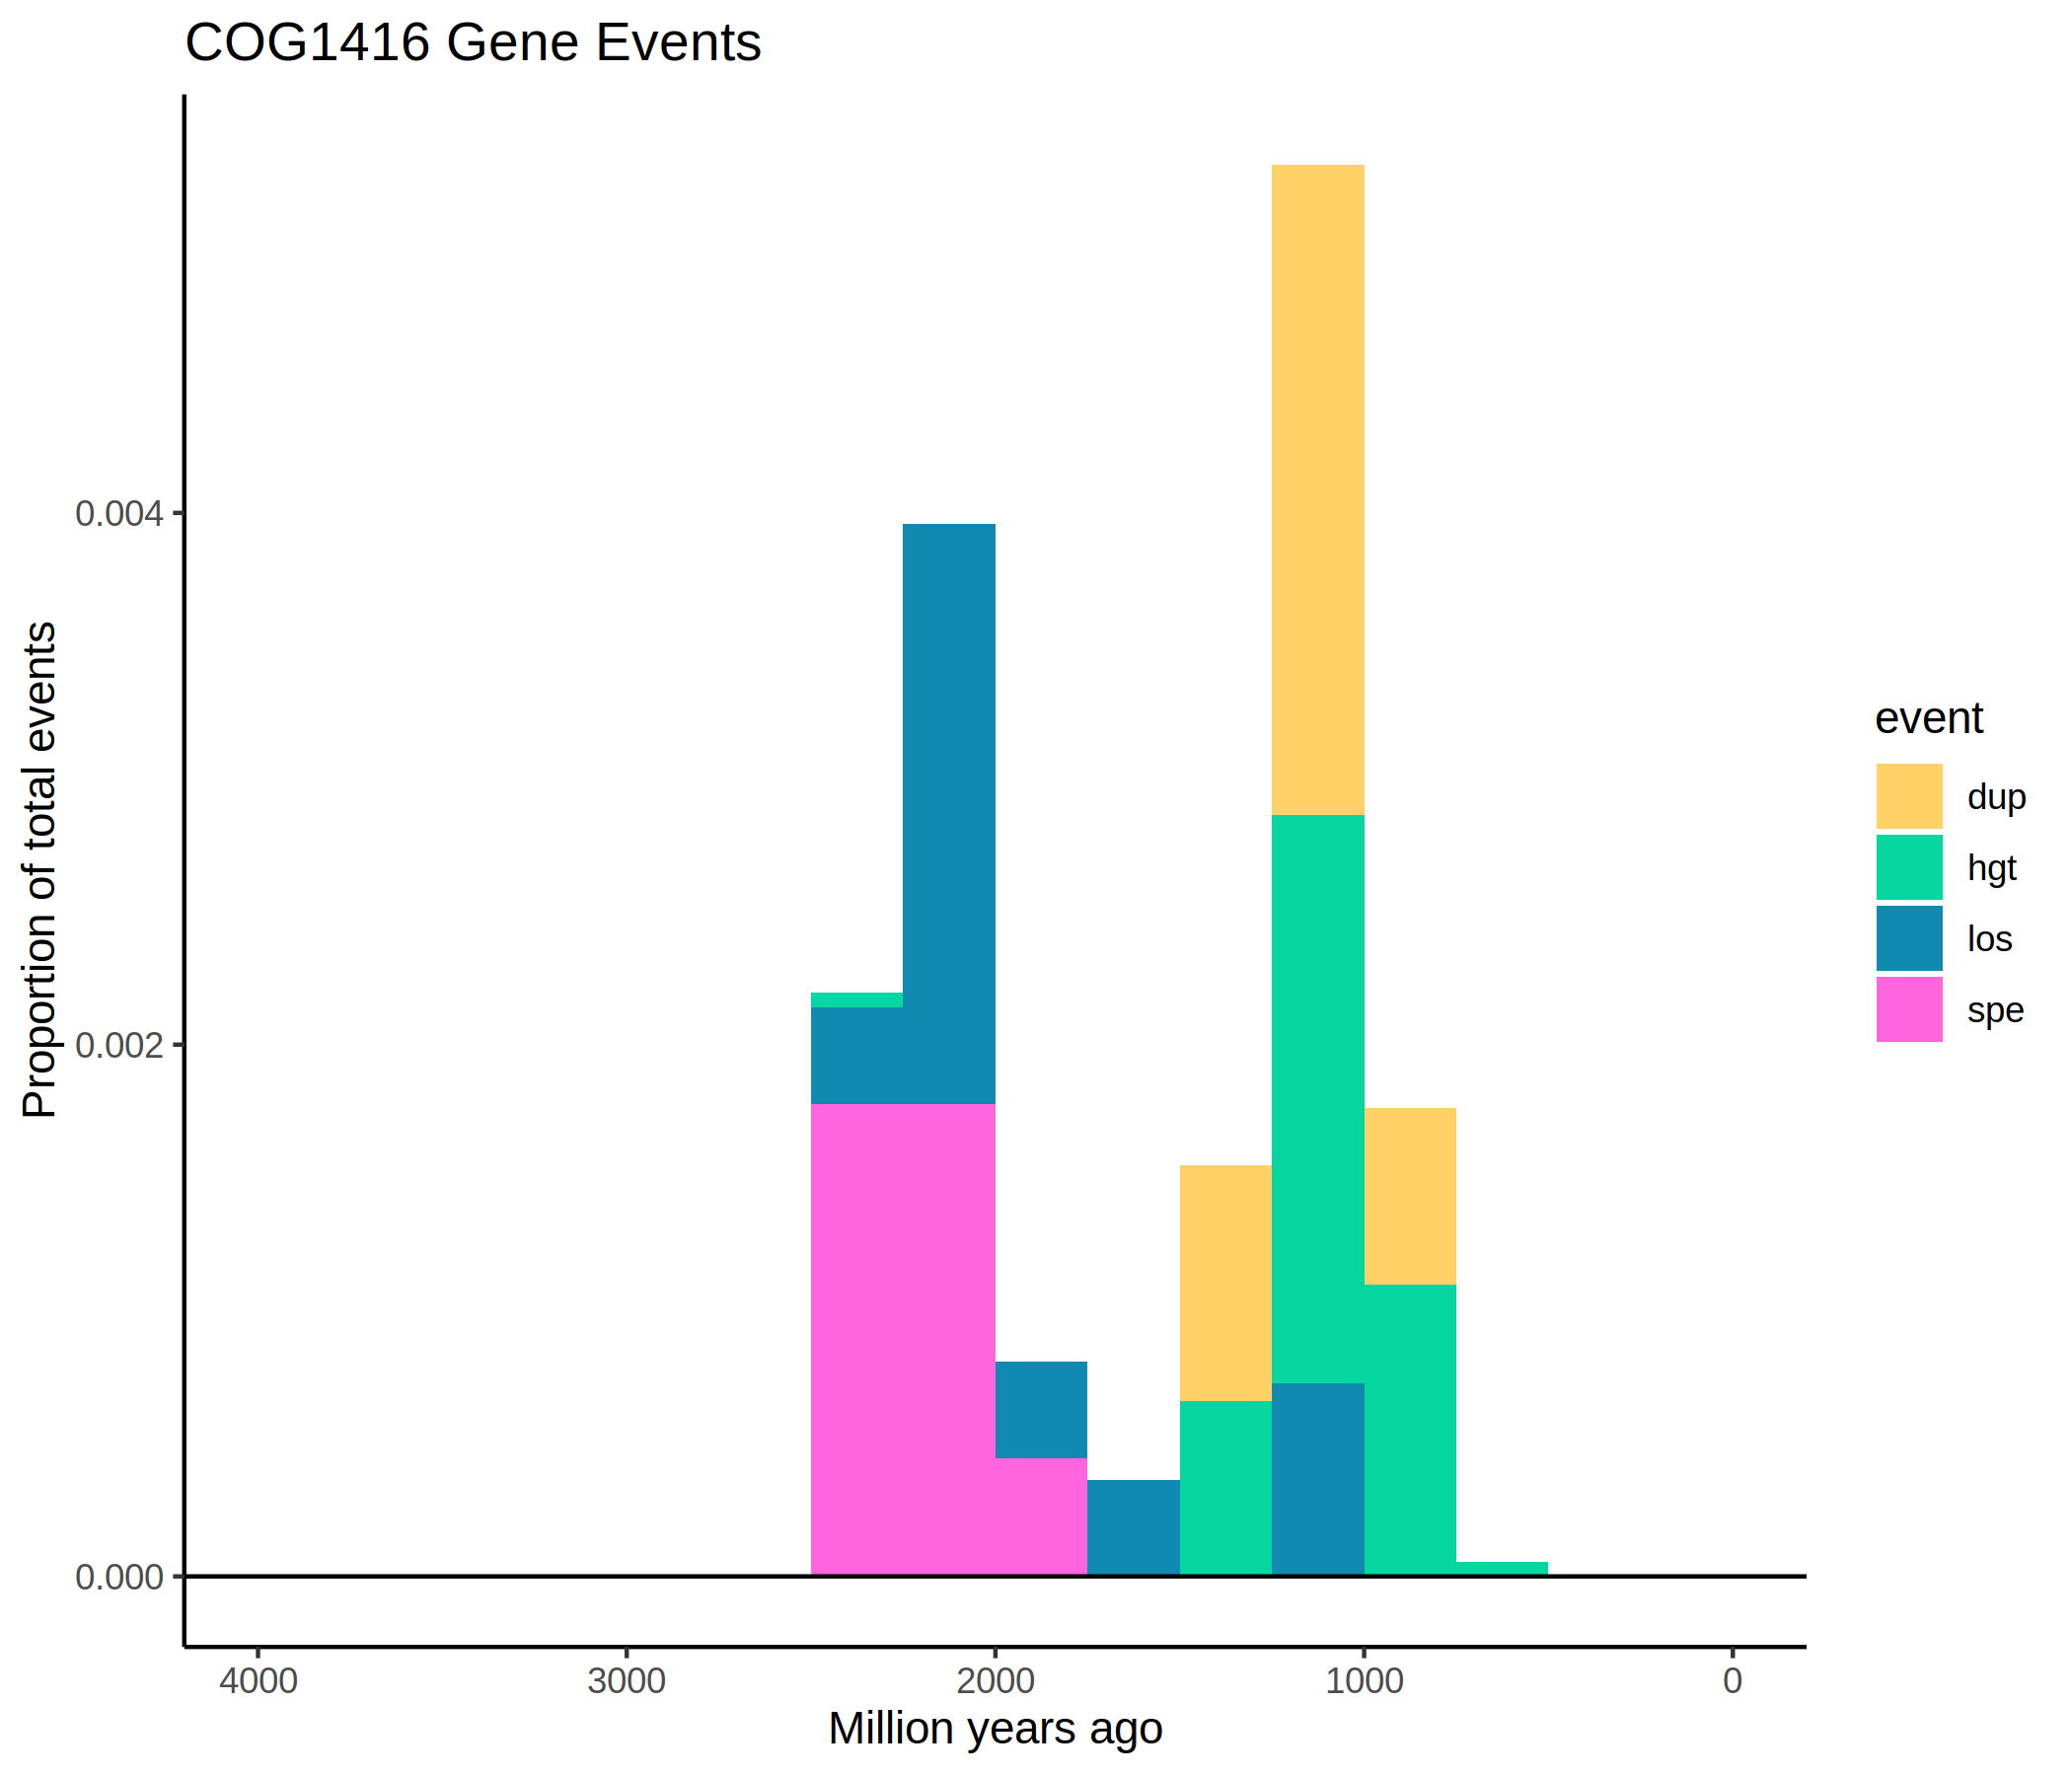 COG1416 Gene Events
Proportion of total events
0.004
0.002
0.000
4000 3000 2000 1000 0
Million years ago
event
dup
hgt
los
spe